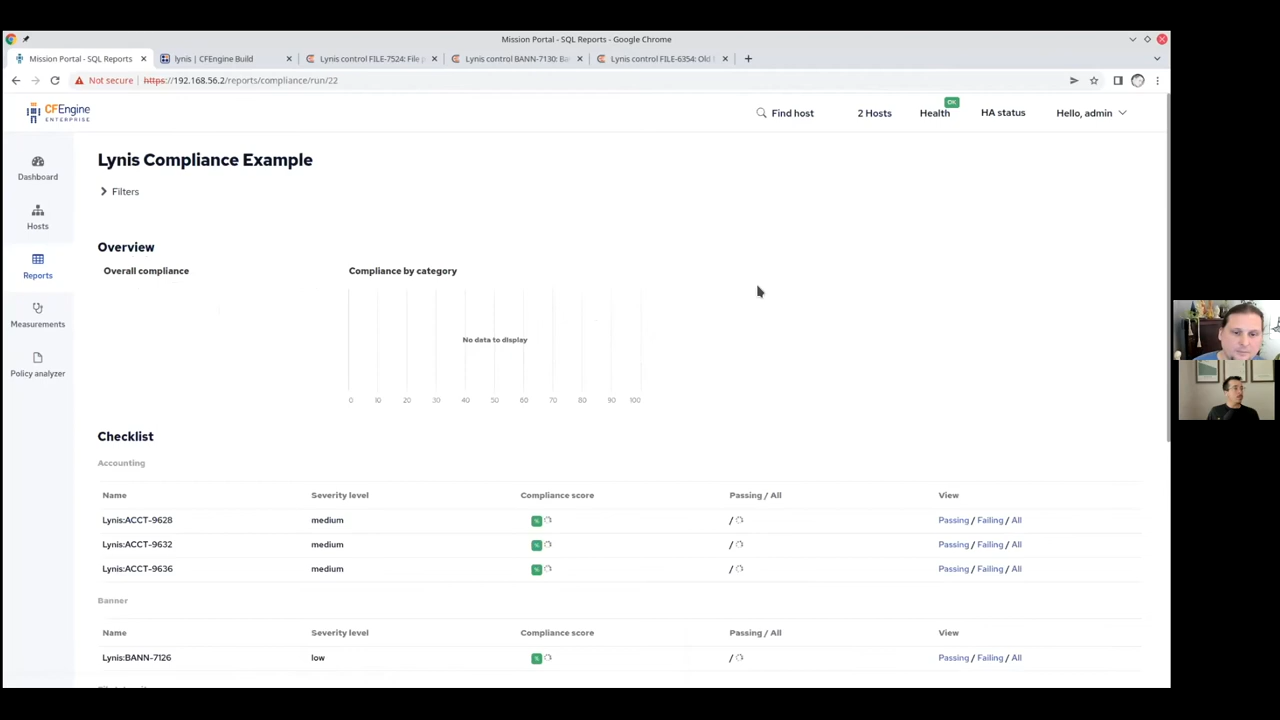 Mission Portal - SQL Reports - Google Chrome
Mission Portal - SQL Reports
lynis | CFEngine Build
Lynis control FILE-7524: File
Lynis control BANN-7130: Ba
Lynis control FILE-6354: Old
Not secure
https://192.168.56.2/reports/compliance/run/22
CFEngine
ENTERPRISE
Find host
2 Hosts
Health
OK
HA status
Hello, admin
Dashboard
Hosts
Reports
Measurements
Policy analyzer
Lynis Compliance Example
Filters
Overview
Overall compliance
Compliance by category
No data to display
0 10 20 30 40 50 60 70 80 90 100
Checklist
Accounting
Name Severity level Compliance score Passing / All View
Lynis:ACCT-9628 medium % / Passing / Failing / All
Lynis:ACCT-9632 medium % / Passing / Failing / All
Lynis:ACCT-9636 medium % / Passing / Failing / All
Banner
Name Severity level Compliance score Passing / All View
Lynis:BANN-7126 low % / Passing / Failing / All